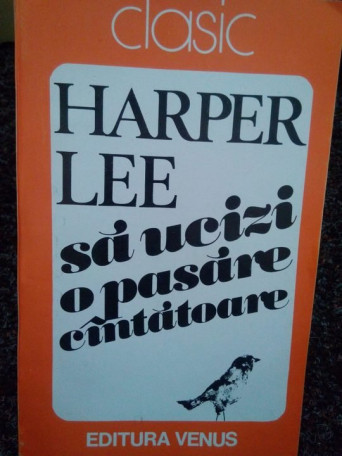 clasic
HARPER
LEE
să ucizi
o pasăre
cîntătoare
EDITURA VENUS